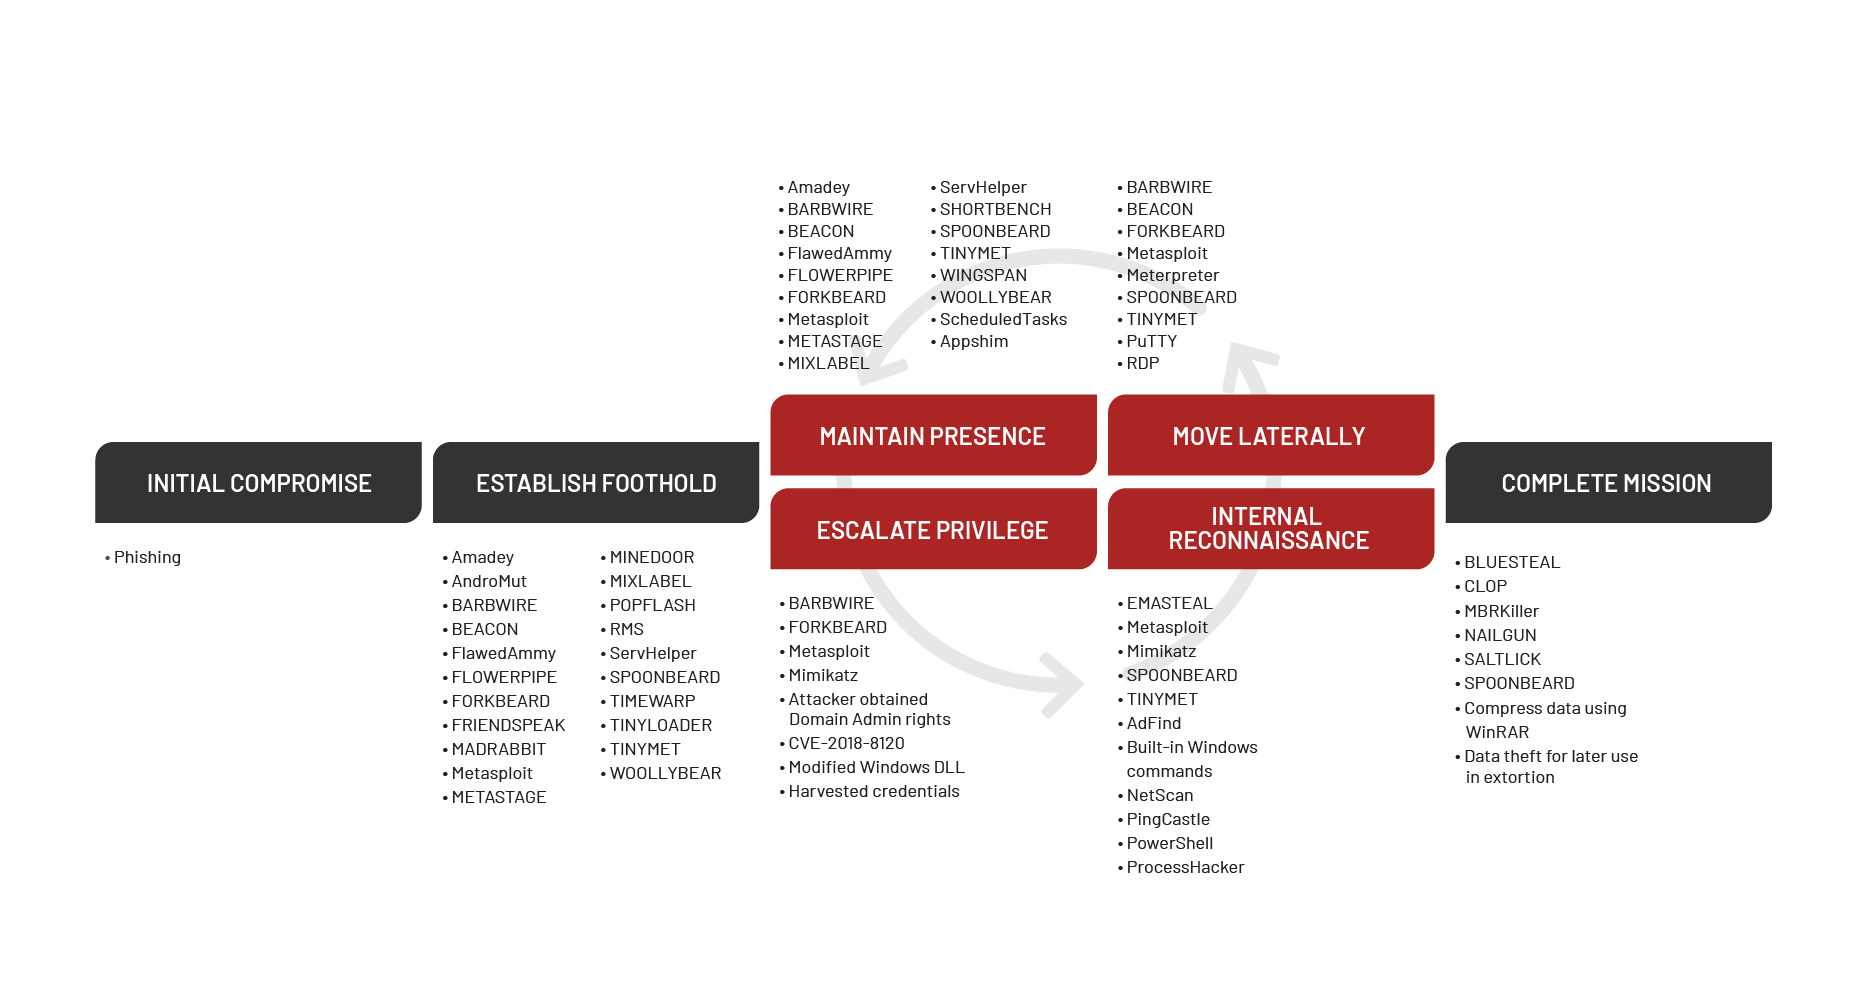 INITIAL COMPROMISE
• Phishing
ESTABLISH FOOTHOLD
• Amadey
• AndroMut
• BARBWIRE
• BEACON
• FlawedAmmy
• FLOWERPIPE
• FORKBEARD
• FRIENDSPEAK
• MADRABBIT
• Metasploit
• METASTAGE
• MINEDOOR
• MIXLABEL
• POPFLASH
• RMS
• ServHelper
• SPOONBEARD
• TIMEWARP
• TINYLOADER
• TINYMET
• WOOLLYBEAR
• Amadey
• BARBWIRE
• BEACON
• FlawedAmmy
• FLOWERPIPE
• FORKBEARD
• Metasploit
• METASTAGE
• MIXLABEL
• ServHelper
• SHORTBENCH
• SPOONBEARD
• TINYMET
• WINGSPAN
• WOOLLYBEAR
• ScheduledTasks
• Appshim
MAINTAIN PRESENCE
• BARBWIRE
• BEACON
• FORKBEARD
• Metasploit
• Meterpreter
• SPOONBEARD
• TINYMET
• PuTTY
• RDP
MOVE LATERALLY
ESCALATE PRIVILEGE
• BARBWIRE
• FORKBEARD
• Metasploit
• Mimikatz
• Attacker obtained
Domain Admin rights
• CVE-2018-8120
• Modified Windows DLL
• Harvested credentials
INTERNAL
RECONNAISSANCE
• EMASTEAL
• Metasploit
• Mimikatz
• SPOONBEARD
• TINYMET
• AdFind
• Built-in Windows
commands
• NetScan
• PingCastle
• PowerShell
• ProcessHacker
COMPLETE MISSION
• BLUESTEAL
• CLOP
• MBRKiller
• NAILGUN
• SALTLICK
• SPOONBEARD
• Compress data using
WinRAR
• Data theft for later use
in extortion